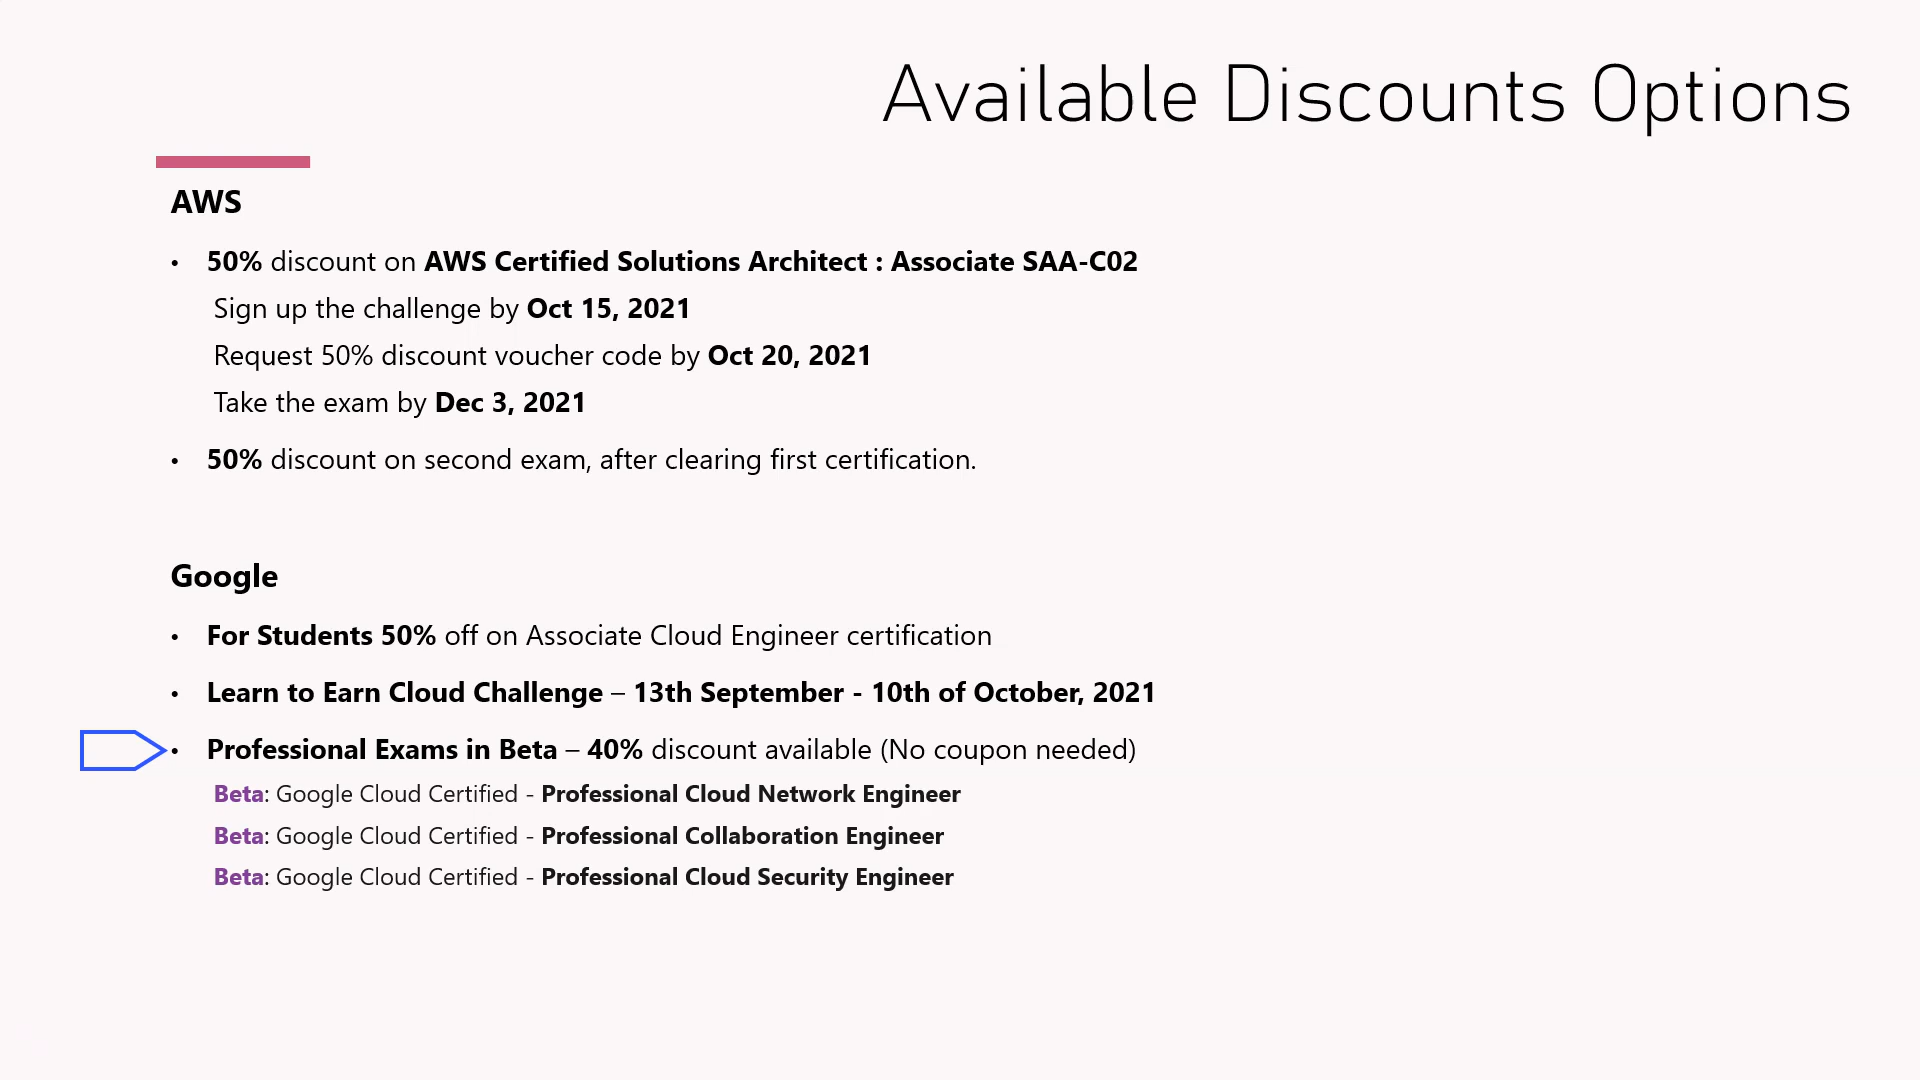 Available Discounts Options
AWS
• 50% discount on AWS Certified Solutions Architect : Associate SAA-C02
Sign up the challenge by Oct 15, 2021
Request 50% discount voucher code by Oct 20, 2021
Take the exam by Dec 3, 2021
• 50% discount on second exam, after clearing first certification.
Google
• For Students 50% off on Associate Cloud Engineer certification
• Learn to Earn Cloud Challenge – 13th September - 10th of October, 2021
• Professional Exams in Beta – 40% discount available (No coupon needed)
Beta: Google Cloud Certified - Professional Cloud Network Engineer
Beta: Google Cloud Certified - Professional Collaboration Engineer
Beta: Google Cloud Certified - Professional Cloud Security Engineer